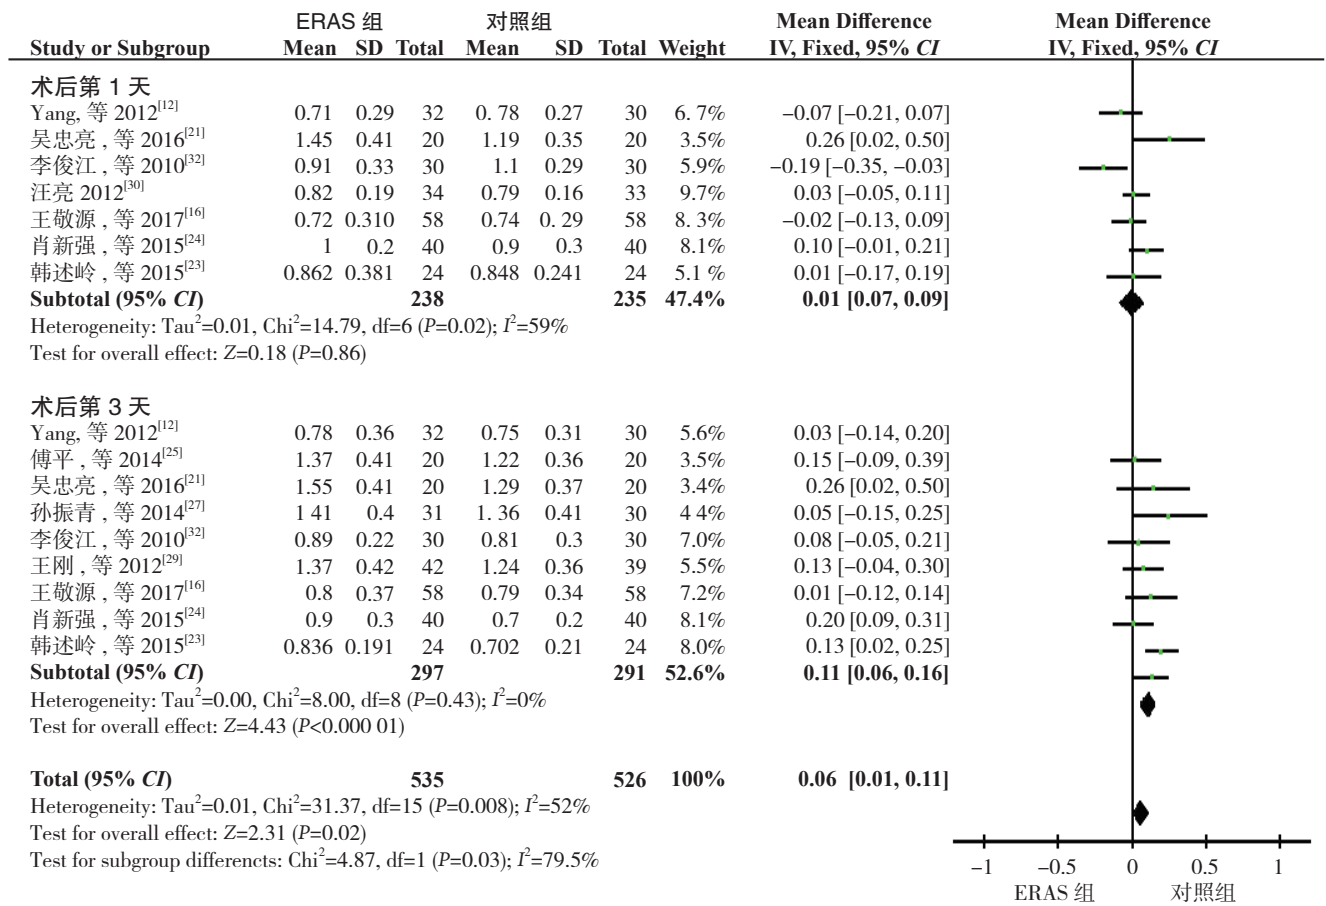 ERAS 组 对照组 Mean Difference Mean Difference
Study or Subgroup Mean SD Total Mean SD Total Weight IV, Fixed, 95% CI IV, Fixed, 95% CI
术后第 1 天
Yang, 等 2012[12] 0.71 0.29 32 0. 78 0.27 30 6. 7% −0.07 [−0.21, 0.07]
吴忠亮 , 等 2016[21] 1.45 0.41 20 1.19 0.35 20 3.5% 0.26 [0.02, 0.50]
李俊江 , 等 2010[32] 0.91 0.33 30 1.1 0.29 30 5.9% −0.19 [−0.35, −0.03]
汪亮 2012[30] 0.82 0.19 34 0.79 0.16 33 9.7% 0.03 [−0.05, 0.11]
王敬源 , 等 2017[16] 0.72 0.310 58 0.74 0. 29 58 8. 3% −0.02 [−0.13, 0.09]
肖新强 , 等 2015[24] 1 0.2 40 0.9 0.3 40 8.1% 0.10 [−0.01, 0.21]
韩述岭 , 等 2015[23] 0.862 0.381 24 0.848 0.241 24 5.1 % 0.01 [−0.17, 0.19]
Subtotal (95% CI) 238 235 47.4% 0.01 [0.07, 0.09]
Heterogeneity: Tau²=0.01, Chi²=14.79, df=6 (P=0.02); I²=59%
Test for overall effect: Z=0.18 (P=0.86)
术后第 3 天
Yang, 等 2012[12] 0.78 0.36 32 0.75 0.31 30 5.6% 0.03 [−0.14, 0.20]
傅平 , 等 2014[25] 1.37 0.41 20 1.22 0.36 20 3.5% 0.15 [−0.09, 0.39]
吴忠亮 , 等 2016[21] 1.55 0.41 20 1.29 0.37 20 3.4% 0.26 [0.02, 0.50]
孙振青 , 等 2014[27] 1 41 0.4 31 1. 36 0.41 30 4 4% 0.05 [−0.15, 0.25]
李俊江 , 等 2010[32] 0.89 0.22 30 0.81 0.3 30 7.0% 0.08 [−0.05, 0.21]
王刚 , 等 2012[29] 1.37 0.42 42 1.24 0.36 39 5.5% 0.13 [−0.04, 0.30]
王敬源 , 等 2017[16] 0.8 0.37 58 0.79 0.34 58 7.2% 0.01 [−0.12, 0.14]
肖新强 , 等 2015[24] 0.9 0.3 40 0.7 0.2 40 8.1% 0.20 [0.09, 0.31]
韩述岭 , 等 2015[23] 0.836 0.191 24 0.702 0.21 24 8.0% 0.13 [0.02, 0.25]
Subtotal (95% CI) 297 291 52.6% 0.11 [0.06, 0.16]
Heterogeneity: Tau²=0.00, Chi²=8.00, df=8 (P=0.43); I²=0%
Test for overall effect: Z=4.43 (P<0.000 01)
Total (95% CI) 535 526 100% 0.06 [0.01, 0.11]
Heterogeneity: Tau²=0.01, Chi²=31.37, df=15 (P=0.008); I²=52%
Test for overall effect: Z=2.31 (P=0.02)
Test for subgroup differencts: Chi²=4.87, df=1 (P=0.03); I²=79.5%
−1 −0.5 0 0.5 1
ERAS 组 对照组